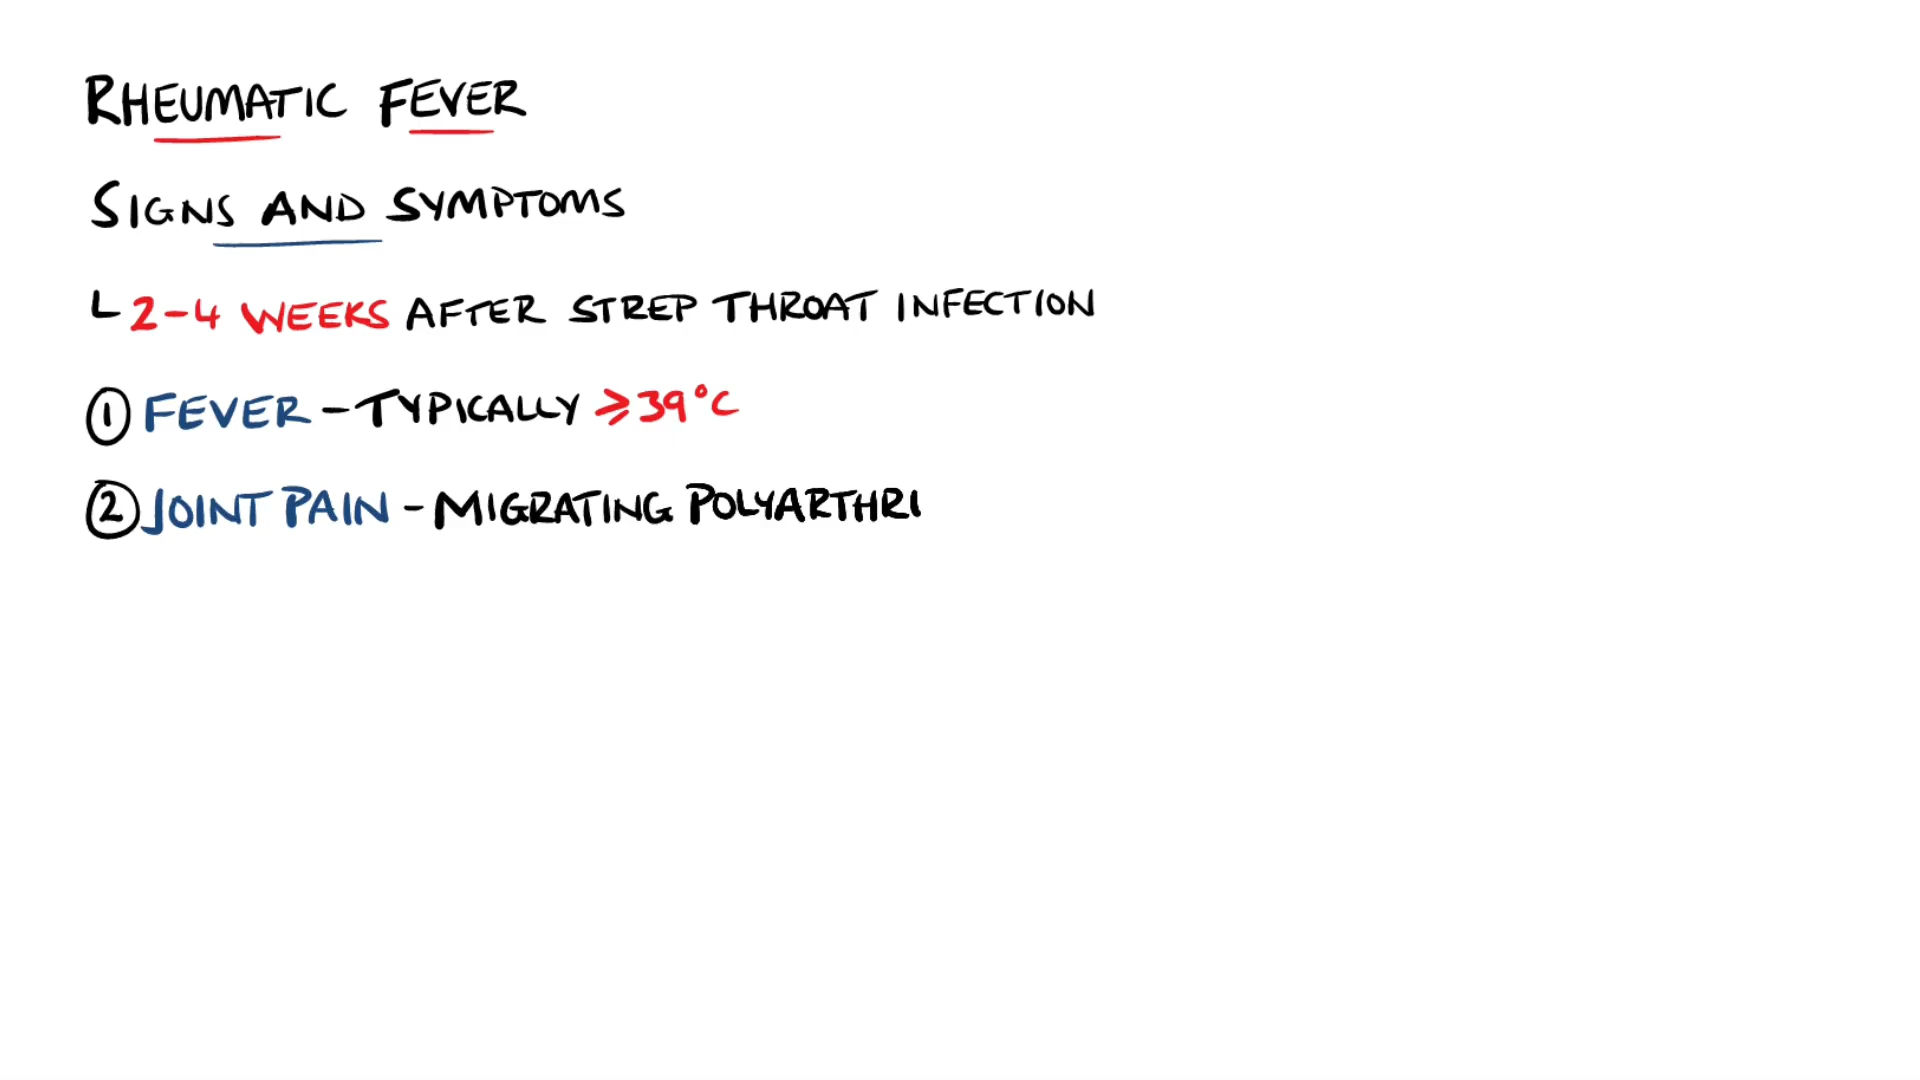 RHEUMATIC FEVER
SIGNS AND SYMPTOMS
└ 2-4 WEEKS AFTER STREP THROAT INFECTION
① FEVER - TYPICALLY ⩾39°C
② JOINT PAIN - MIGRATING POLYARTHRI